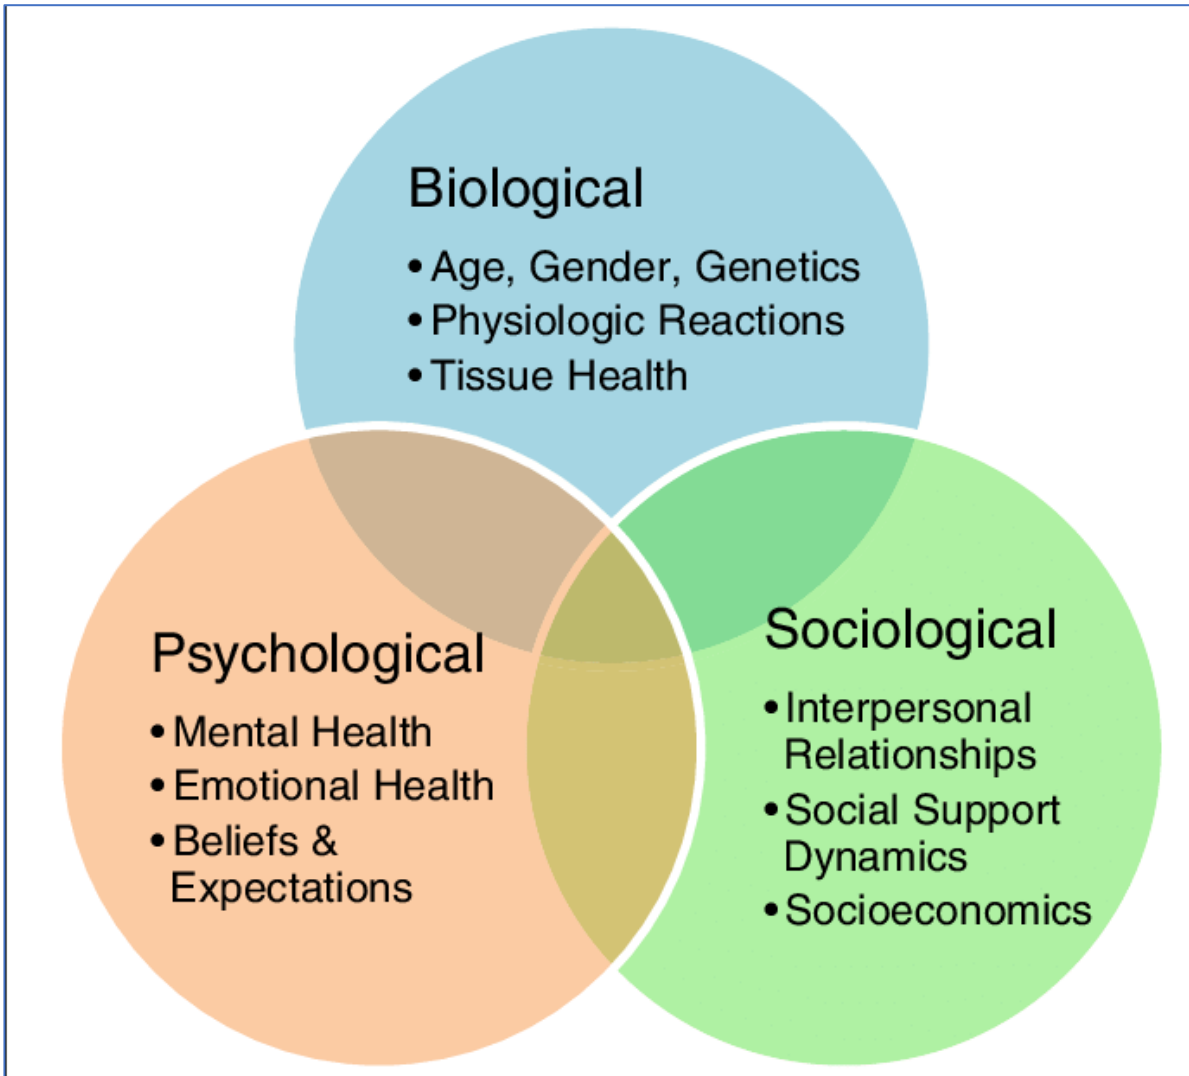 Biological
• Age, Gender, Genetics
• Physiologic Reactions
• Tissue Health
Psychological
• Mental Health
• Emotional Health
• Beliefs &
Expectations
Sociological
• Interpersonal
Relationships
• Social Support
Dynamics
• Socioeconomics